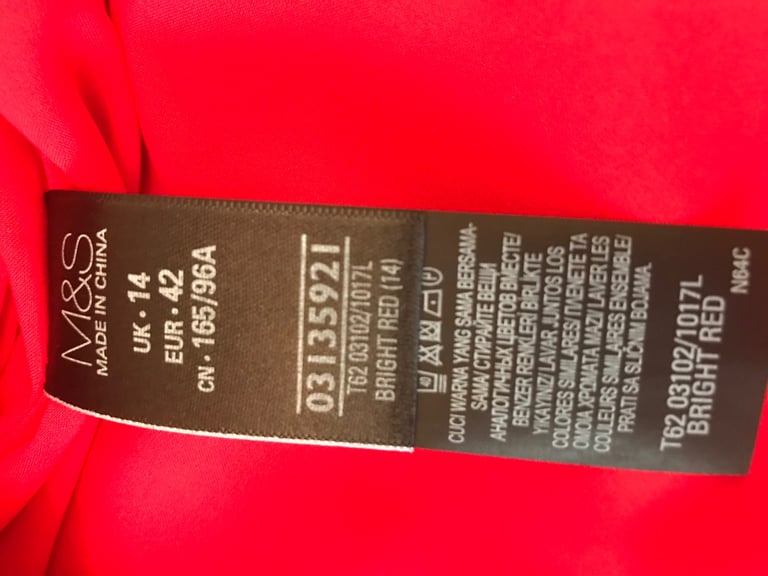 M&S
MADE IN CHINA
UK • 14
EUR • 42
CN • 165/96A
03135921
T62 03102/1017L
BRIGHT RED (14)
40
CUCI WARNA YANG SAMA BERSAMA-
SAMA/ СТИРАЙТЕ ВЕЩИ
АНАЛОГИЧНЫХ ЦВЕТОВ ВМЕСТЕ/
BENZER RENKLERI BIRLIKTE
YIKAYINIZ/ LAVAR JUNTOS LOS
COLORES SIMILARES /ΠΛΕΝΕΤΕ ΤΑ
ΟΜΟΙΑ ΧΡΩΜΑΤΑ ΜΑΖΙ/ LAVER LES
COULEURS SIMILAIRES ENSEMBLE/
PRATI SA SLIČNIM BOJAMA.
T62 03102/1017L
BRIGHT RED
N64C